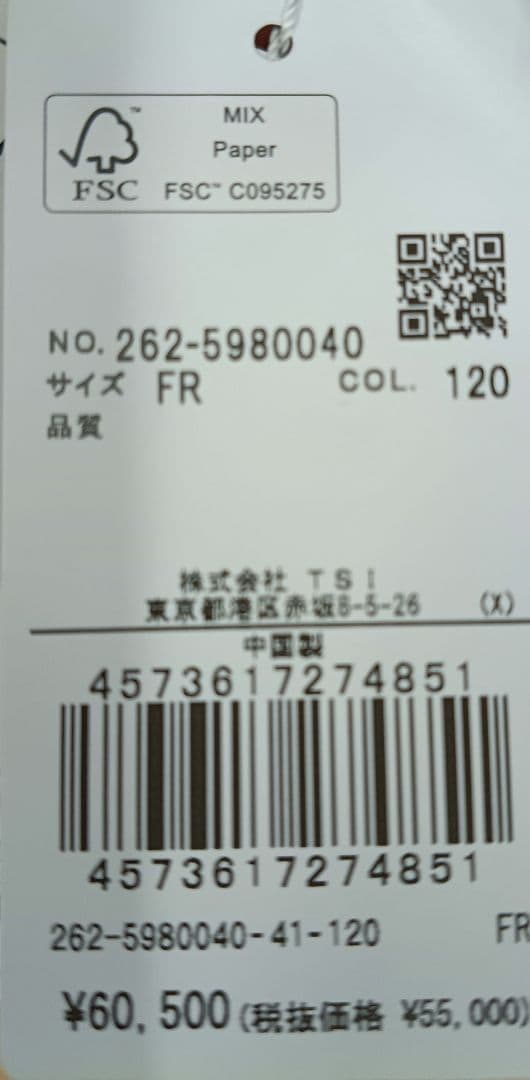 MIX
Paper
FSC™ FSC™ C095275
NO. 262-5980040
サイズ FR COL. 120
品質
株式会社 TSI
東京都港区赤坂8-5-26 (X)
中国製
4573617274851
4573617274851
262-5980040-41-120 FR
¥60,500(税抜価格 ¥55,000)